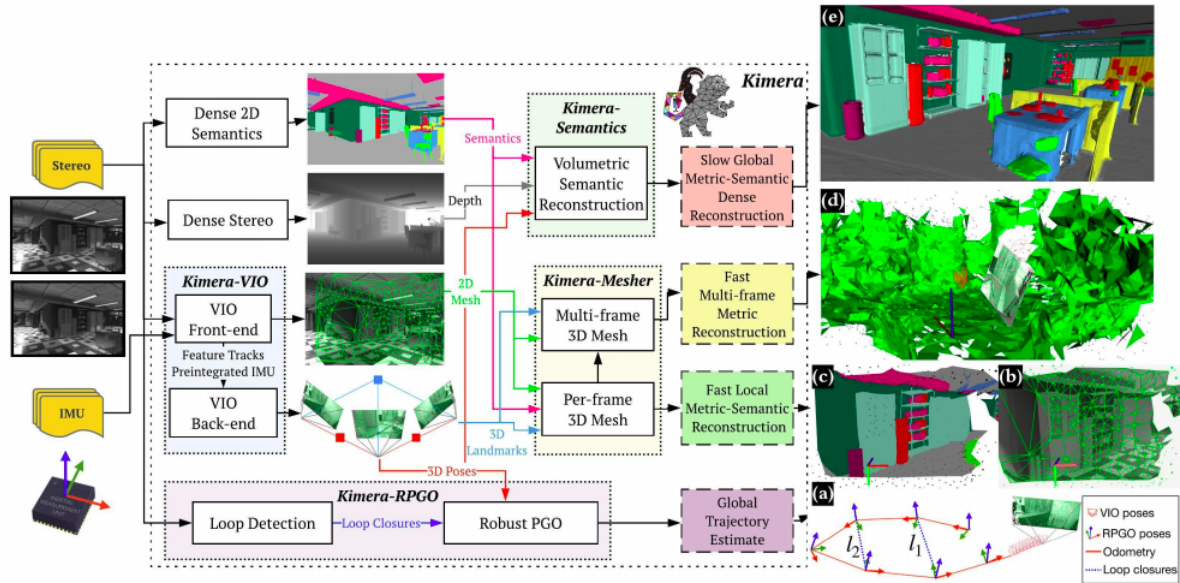 Kimera
Stereo
IMU
Dense 2D
Semantics
Dense Stereo
Kimera-VIO
VIO
Front-end
Feature Tracks
Preintegrated IMU
VIO
Back-end
Semantics
Depth
2D
Mesh
3D
Landmarks
3D Poses
Kimera-
Semantics
Volumetric
Semantic
Reconstruction
Kimera-Mesher
Multi-frame
3D Mesh
Per-frame
3D Mesh
Kimera-RPGO
Loop Detection
Loop Closures
Robust PGO
Slow Global
Metric-Semantic
Dense
Reconstruction
Fast
Multi-frame
Metric
Reconstruction
Fast Local
Metric-Semantic
Reconstruction
Global
Trajectory
Estimate
(e)
(d)
(c)
(b)
(a)
l2
l1
VIO poses
RPGO poses
Odometry
Loop closures